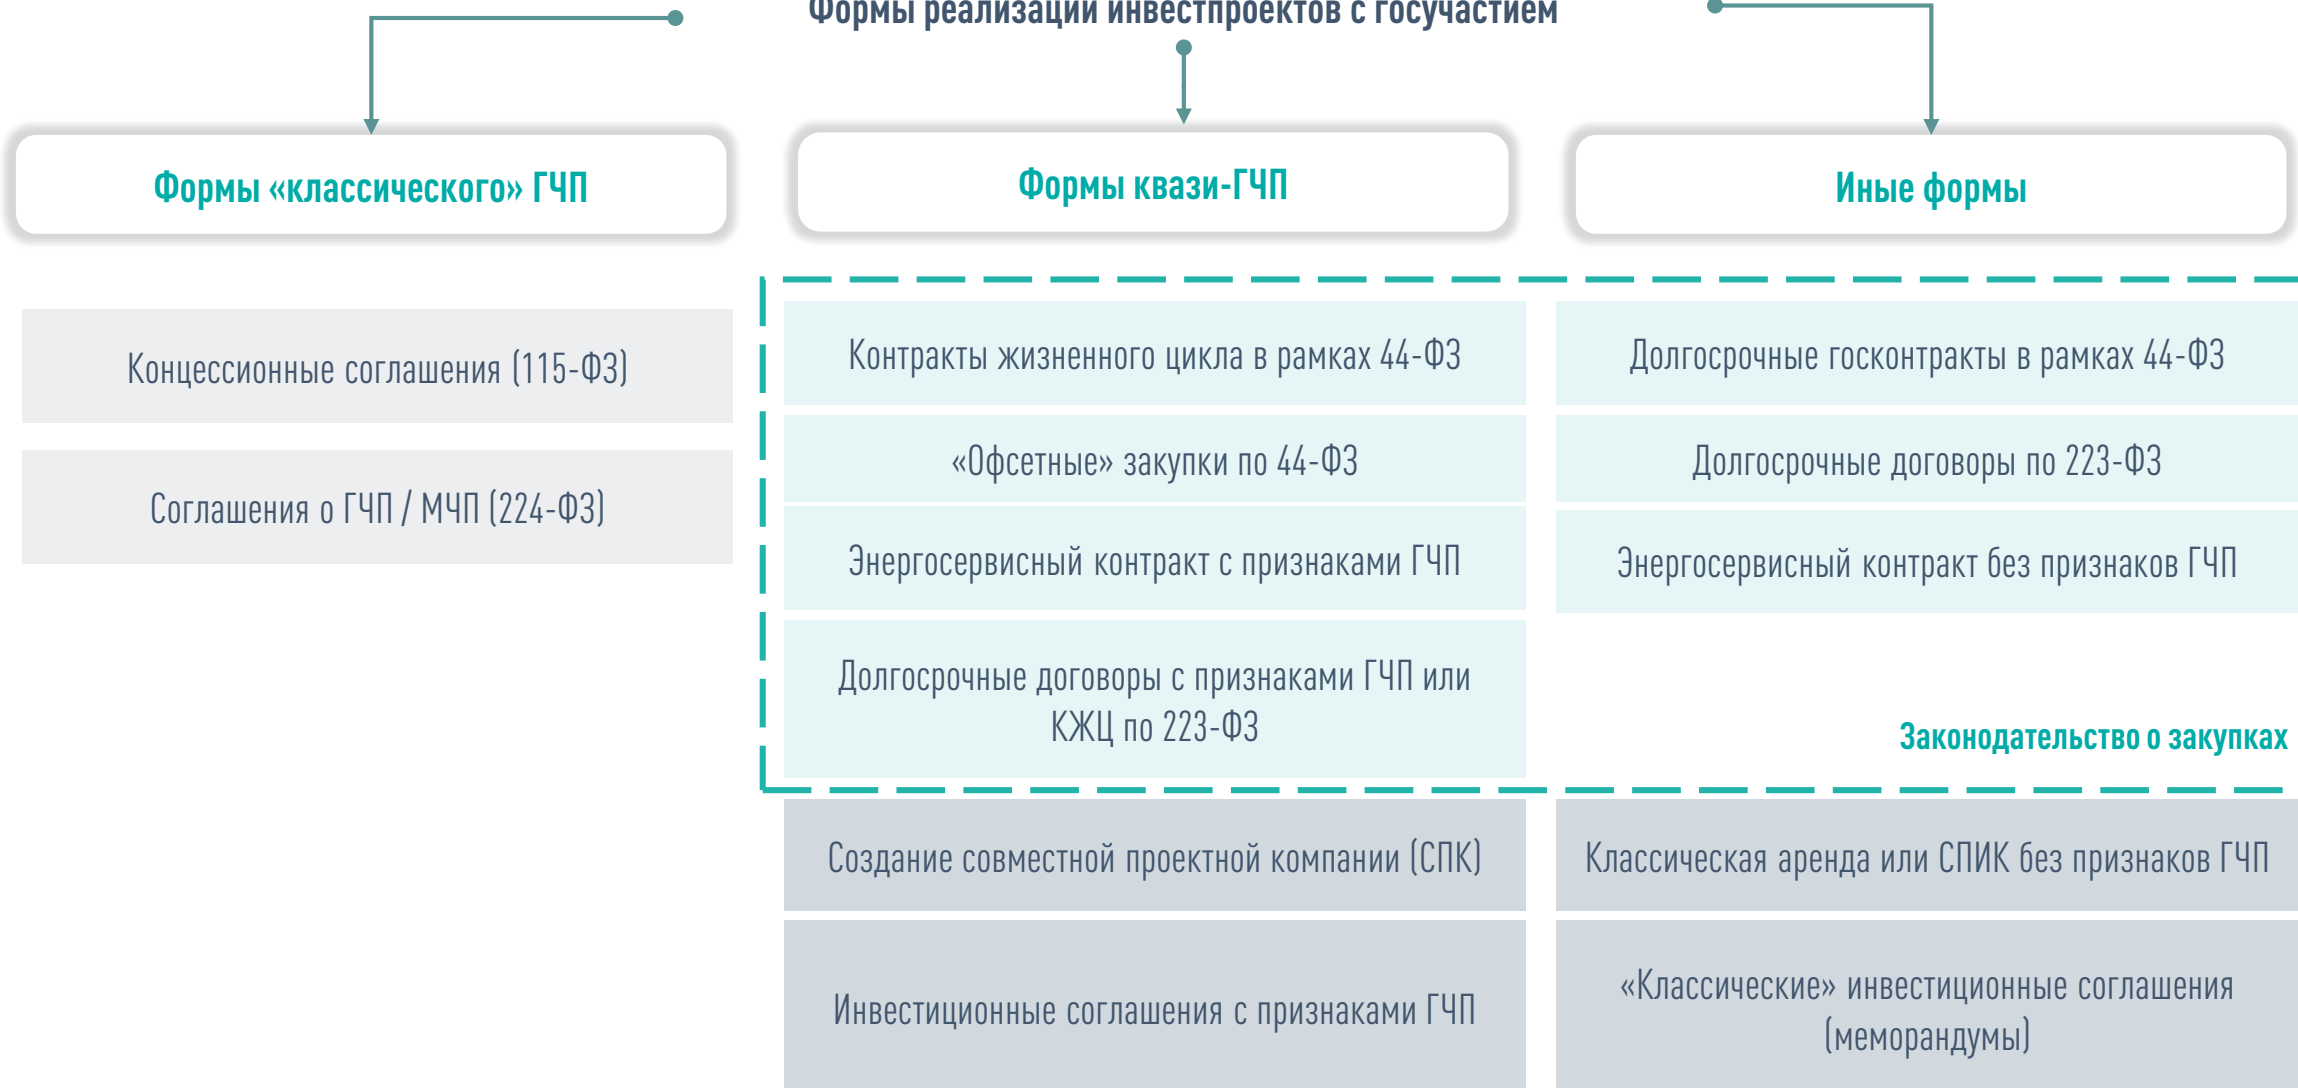 Формы реализации инвестпроектов с госучастием
Формы «классического» ГЧП
Концессионные соглашения (115-ФЗ)
Соглашения о ГЧП / МЧП (224-ФЗ)
Формы квази-ГЧП
Контракты жизненного цикла в рамках 44-ФЗ
«Офсетные» закупки по 44-ФЗ
Энергосервисный контракт с признаками ГЧП
Долгосрочные договоры с признаками ГЧП или
КЖЦ по 223-ФЗ
Создание совместной проектной компании (СПК)
Инвестиционные соглашения с признаками ГЧП
Иные формы
Долгосрочные госконтракты в рамках 44-ФЗ
Долгосрочные договоры по 223-ФЗ
Энергосервисный контракт без признаков ГЧП
Законодательство о закупках
Классическая аренда или СПИК без признаков ГЧП
«Классические» инвестиционные соглашения
(меморандумы)